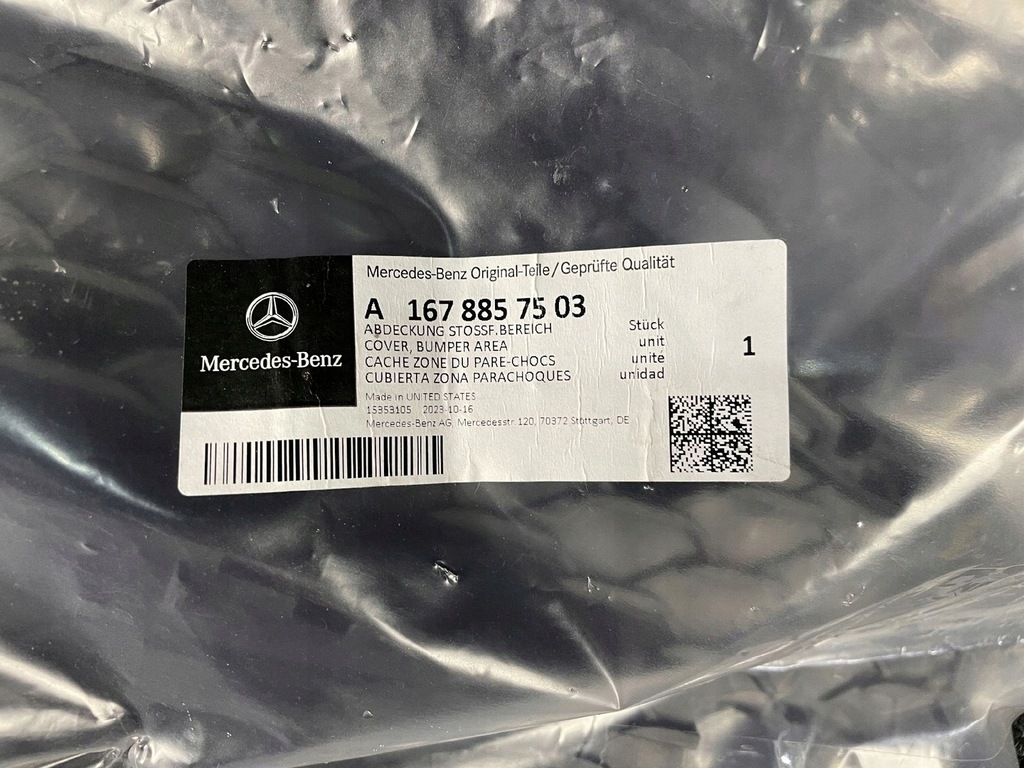 Mercedes-Benz Original-Teile/Geprüfte Qualität
A 167 885 75 03
ABDECKUNG STOSSF.BEREICH Stück
COVER, BUMPER AREA unit
CACHE ZONE DU PARE-CHOCS unité
CUBIERTA ZONA PARACHOQUES unidad
1
Mercedes-Benz
Made in UNITED STATES
15353105 2023-10-16
Mercedes-Benz AG, Mercedesstr.120, 70372 Stuttgart, DE